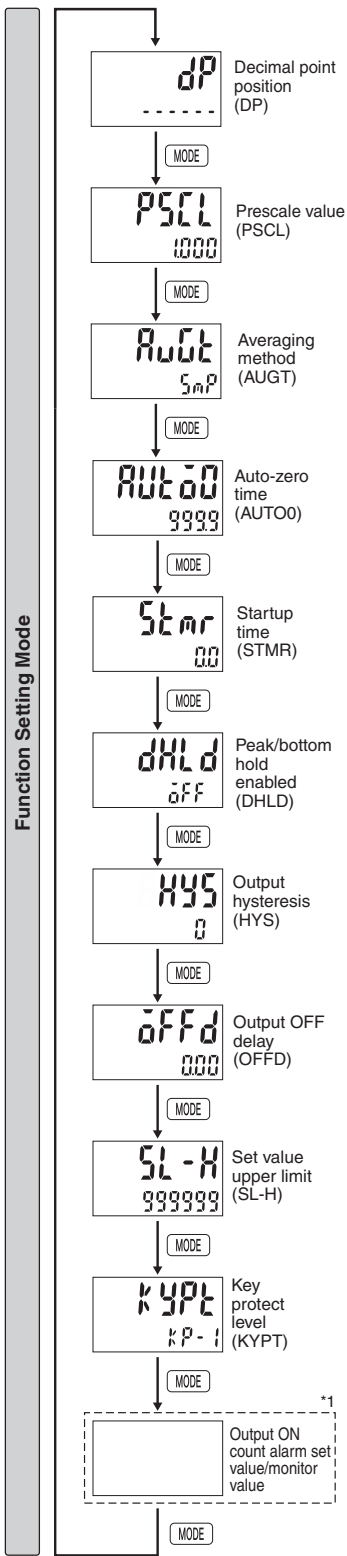 Function Setting Mode
dP
------
Decimal point
position
(DP)
MODE
PSCL
1.000
Prescale value
(PSCL)
MODE
AvGt
SmP
Averaging
method
(AUGT)
MODE
AUto0
999.9
Auto-zero
time
(AUTO0)
MODE
Stmr
0.0
Startup
time
(STMR)
MODE
dHLd
oFF
Peak/bottom
hold
enabled
(DHLD)
MODE
HYS
0
Output
hysteresis
(HYS)
MODE
oFFd
0.00
Output OFF
delay
(OFFD)
MODE
SL-H
999999
Set value
upper limit
(SL-H)
MODE
KYPt
KP-1
Key
protect
level
(KYPT)
MODE
*1
Output ON
count alarm set
value/monitor
value
MODE